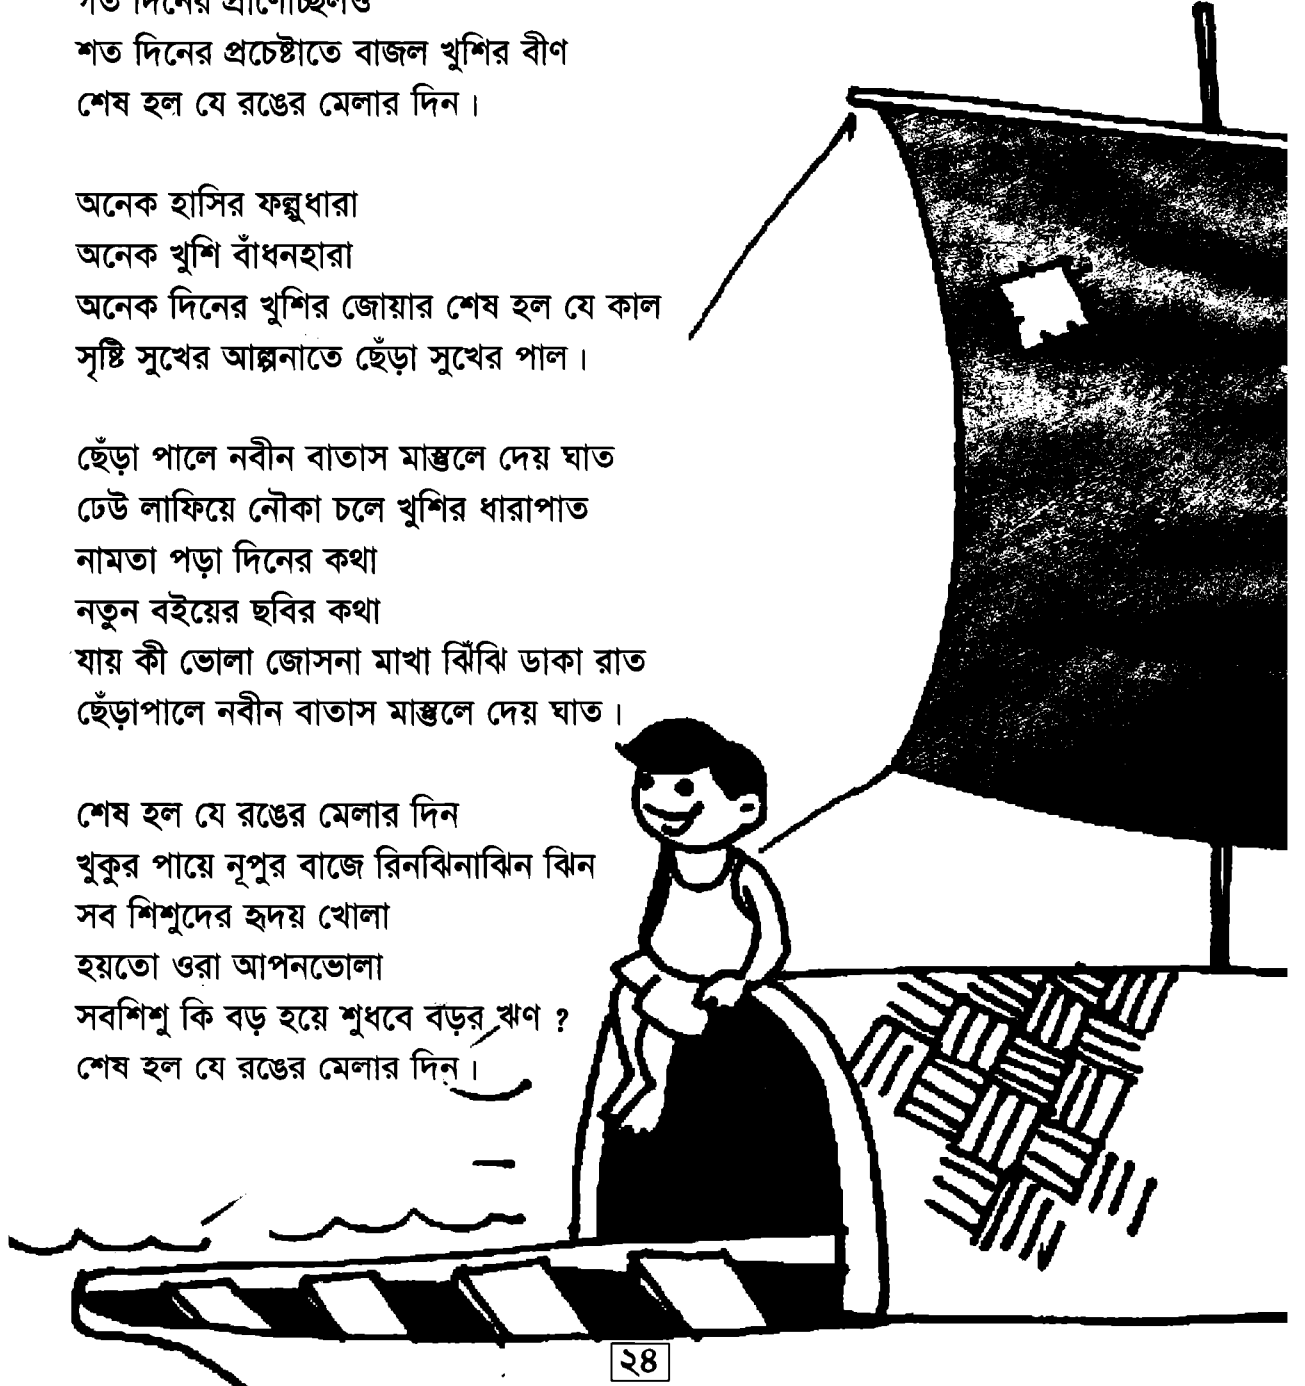 গত দিনের প্রাণোচ্ছলও
শত দিনের প্রচেষ্টাতে বাজল খুশির বীণ
শেষ হল যে রঙের মেলার দিন।
অনেক হাসির ফল্গুধারা
অনেক খুশি বাঁধনহারা
অনেক দিনের খুশির জোয়ার শেষ হল যে কাল
সৃষ্টি সুখের আল্পনাতে ছেঁড়া সুখের পাল।
ছেঁড়া পালে নবীন বাতাস মাস্তুলে দেয় ঘাত
ঢেউ লাফিয়ে নৌকা চলে খুশির ধারাপাত
নামতা পড়া দিনের কথা
নতুন বইয়ের ছবির কথা
যায় কী ভোলা জোসনা মাখা ঝিঁঝি ডাকা রাত
ছেঁড়াপালে নবীন বাতাস মাস্তুলে দেয় ঘাত।
শেষ হল যে রঙের মেলার দিন
খুকুর পায়ে নূপুর বাজে রিনঝিনাঝিন ঝিন
সব শিশুদের হৃদয় খোলা
হয়তো ওরা আপনভোলা
সবশিশু কি বড় হয়ে শুধবে বড়র ঋণ ?
শেষ হল যে রঙের মেলার দিন।
২৪